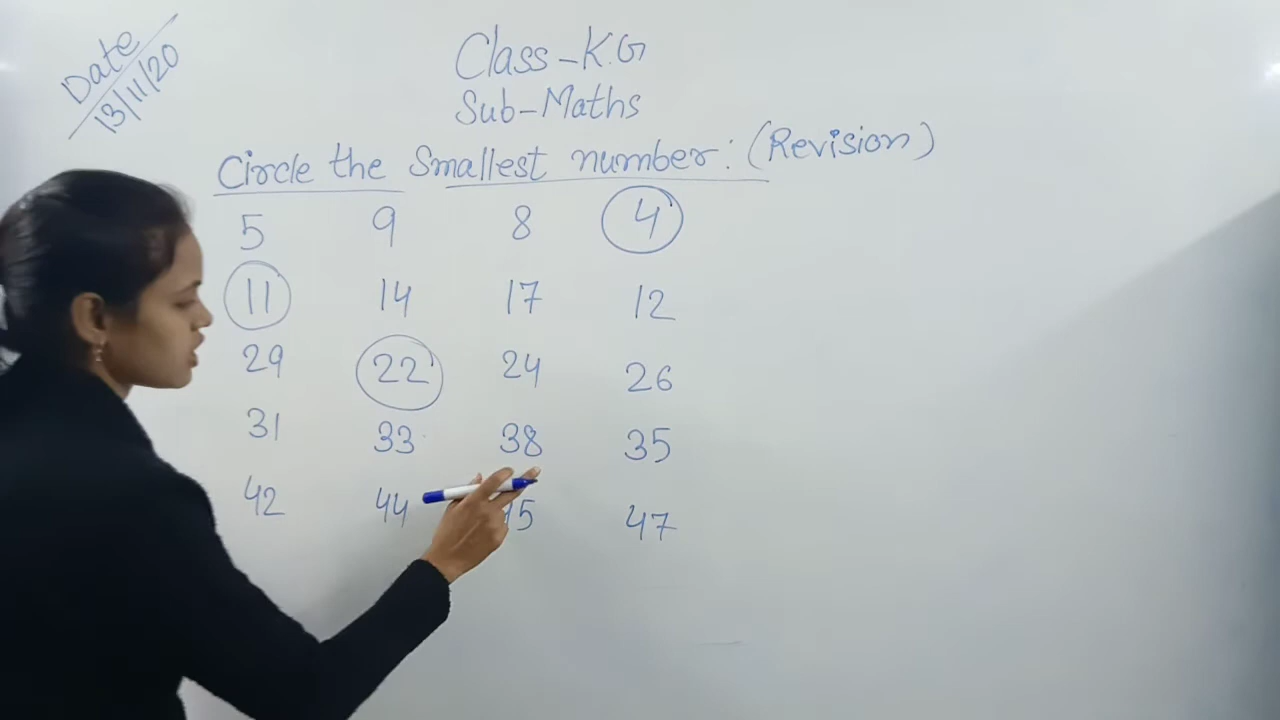 Date
13/11/20
Class-K.G
Sub-Maths
Circle the Smallest number: (Revision)
5 9 8 4
11 14 17 12
29 22 24 26
31 33 38 35
42 44 47